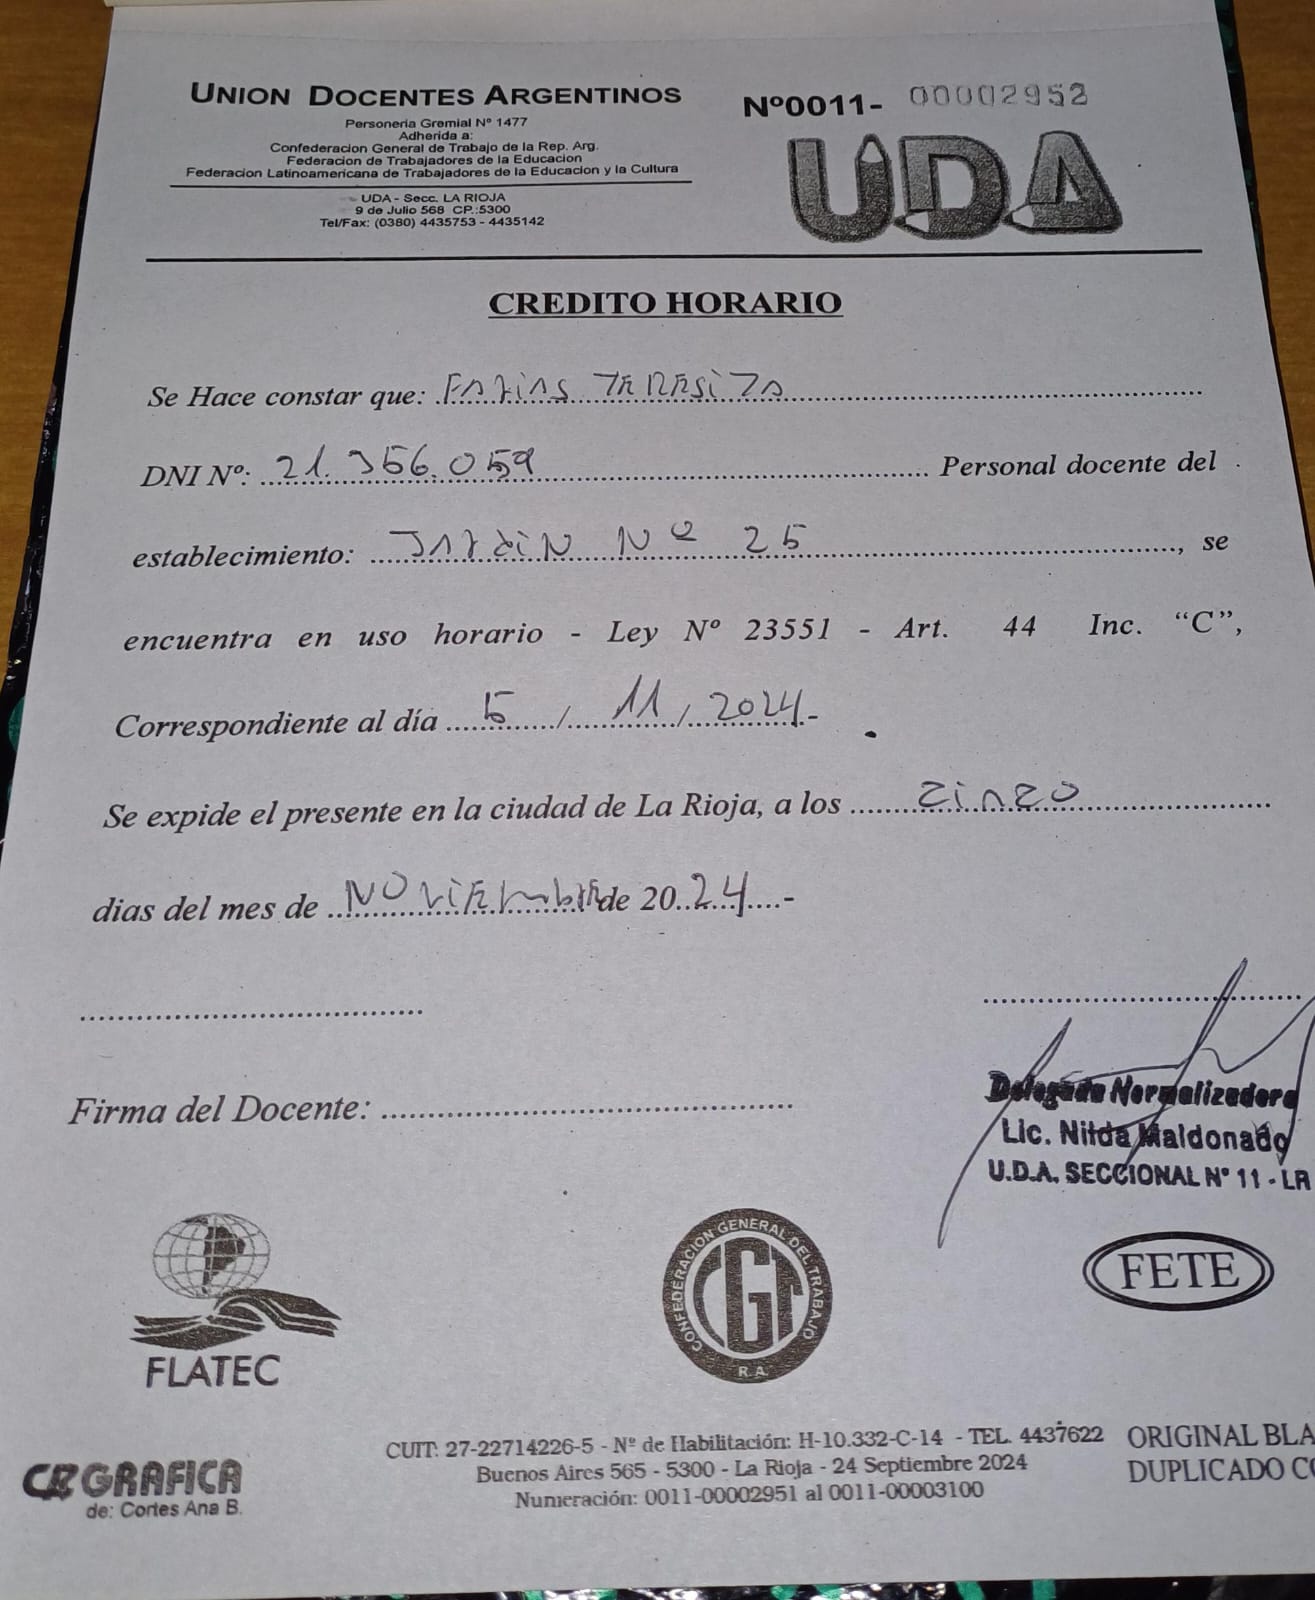 UNION DOCENTES ARGENTINOS
Personeria Gremial Nº 1477
Adherida a:
Confederacion General de Trabajo de la Rep. Arg.
Federacion de Trabajadores de la Educacion
Federacion Latinoamericana de Trabajadores de la Educacion y la Cultura
UDA - Secc. LA RIOJA
9 de Julio 568 CP.:5300
Tel/Fax: (0380) 4435753 - 4435142
Nº0011- 00002952
UDA
CREDITO HORARIO
Se Hace constar que: FARIAS TERESITA
DNI Nº: 21.356.059 Personal docente del
establecimiento: JARDIN Nº 25, se
encuentra en uso horario - Ley Nº 23551 - Art. 44 Inc. “C”,
Correspondiente al día 5 / 11 / 2024.-
Se expide el presente en la ciudad de La Rioja, a los CINCO
dias del mes de NOVIEMBRE de 2024.-
Firma del Docente:
Delegada Normalizadora
Lic. Nilda Maldonado
U.D.A. SECCIONAL Nº 11 - LR
FLATEC
CONFEDERACION GENERAL DEL TRABAJO
CGT
R.A.
FETE
CUIT: 27-22714226-5 - Nº de Habilitación: H-10.332-C-14 - TEL. 4437622
Buenos Aires 565 - 5300 - La Rioja - 24 Septiembre 2024
Numeración: 0011-00002951 al 0011-00003100
ORIGINAL BLA
DUPLICADO CO
CR GRAFICA
de: Cortes Ana B.